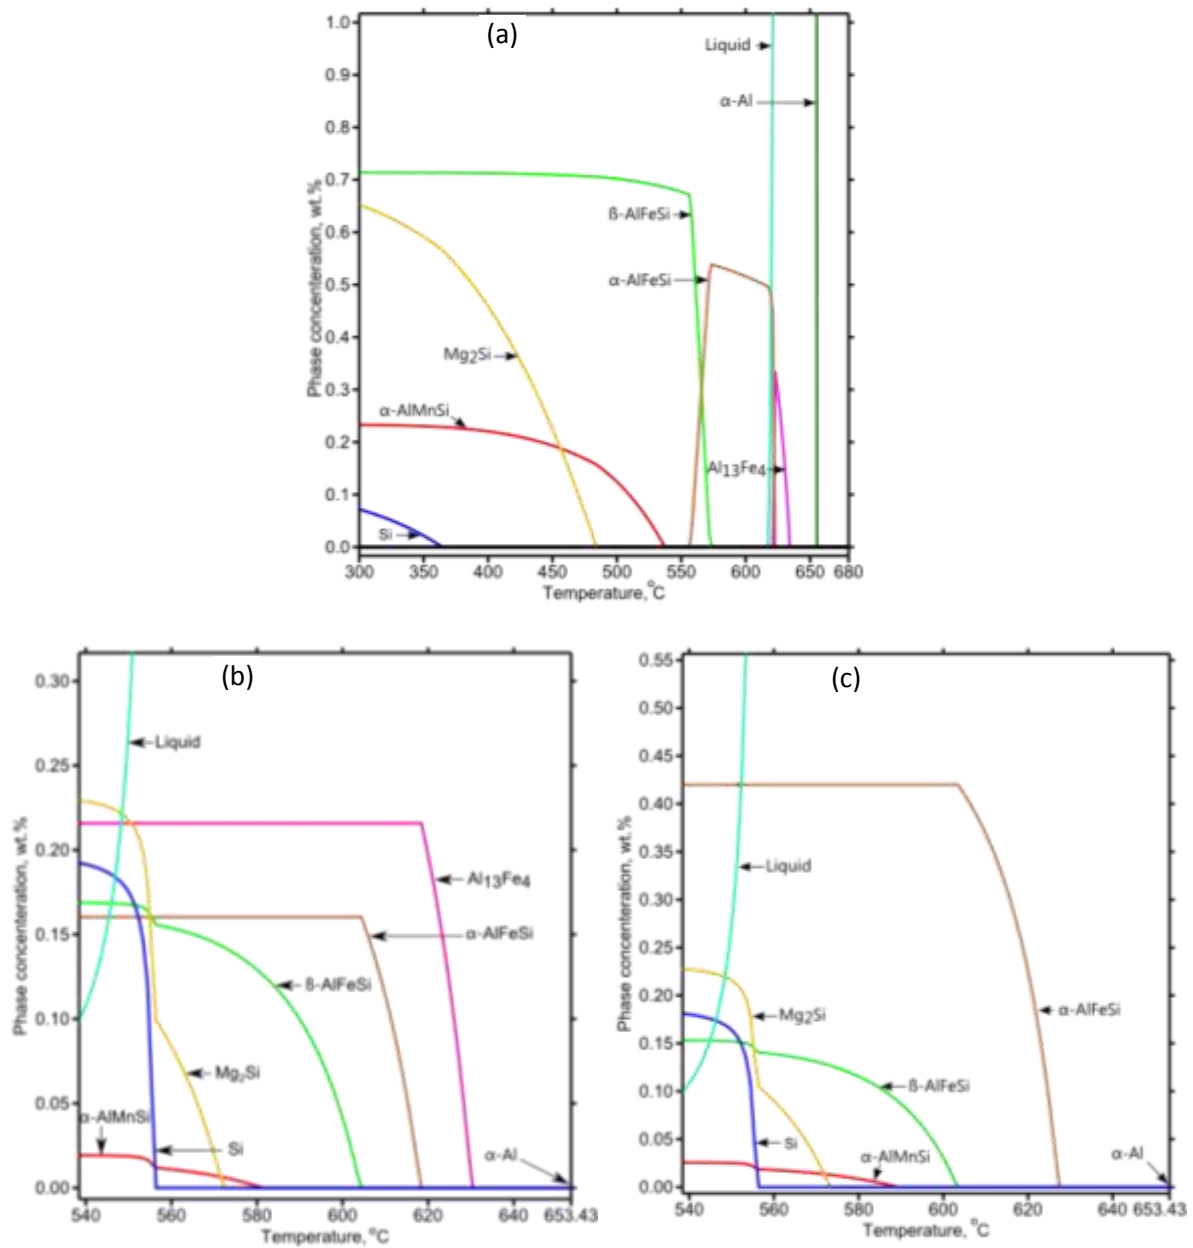 (a)
1.0
0.9
0.8
0.7
0.6
0.5
0.4
0.3
0.2
0.1
0.0
Phase concenteration, wt.%
Liquid
α-Al
ß-AlFeSi
α-AlFeSi
Mg2Si
α-AlMnSi
Al13Fe4
Si
300 350 400 450 500 550 600 650 680
Temperature, °C
(b)
0.30
0.25
0.20
0.15
0.10
0.05
0.00
Phase concenteration, wt.%
Liquid
Al13Fe4
α-AlFeSi
ß-AlFeSi
Mg2Si
α-AlMnSi
Si
α-Al
540 560 580 600 620 640 653.43
Temperature, °C
(c)
0.55
0.50
0.45
0.40
0.35
0.30
0.25
0.20
0.15
0.10
0.05
0.00
Phase concenteration, wt.%
Liquid
α-AlFeSi
Mg2Si
ß-AlFeSi
Si
α-AlMnSi
α-Al
540 560 580 600 620 640 653.43
Temperature, °C